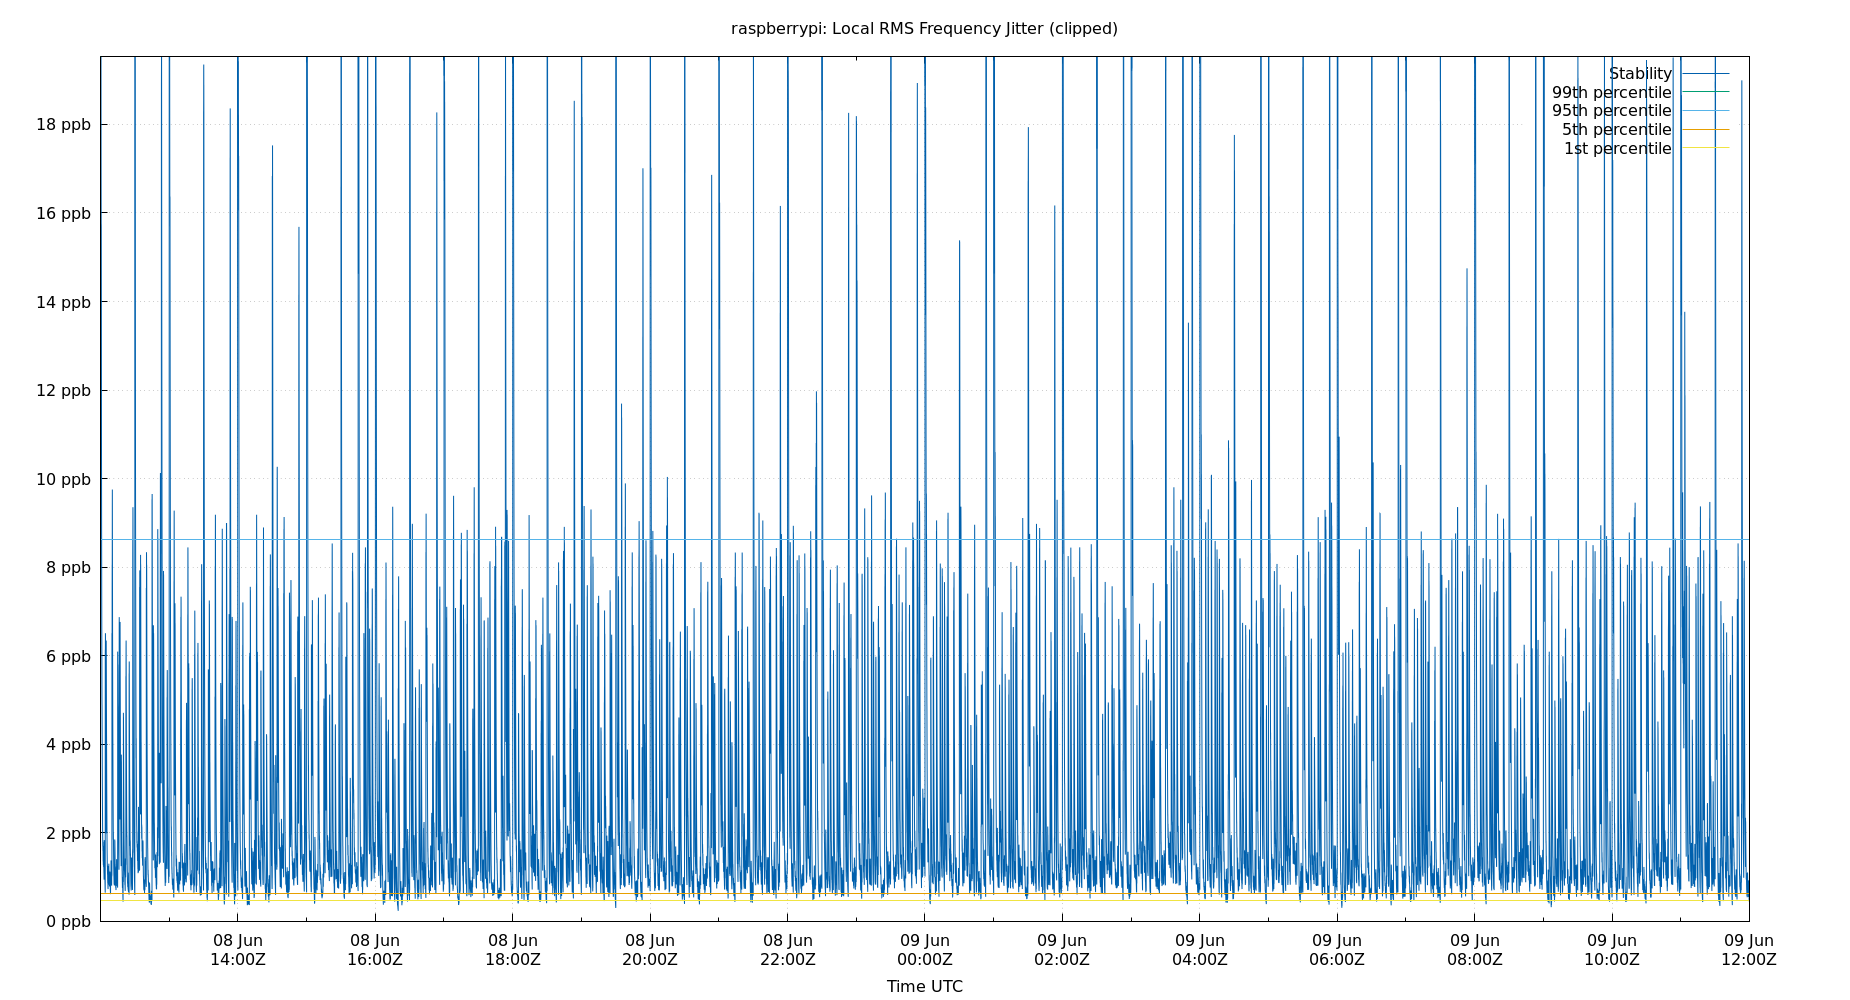 raspberrypi: Local RMS Frequency Jitter (clipped)
Stability
99th percentile
95th percentile
5th percentile
1st percentile
18 ppb
16 ppb
14 ppb
12 ppb
10 ppb
8 ppb
6 ppb
4 ppb
2 ppb
0 ppb
08 Jun 08 Jun 08 Jun 08 Jun 08 Jun 09 Jun 09 Jun 09 Jun 09 Jun 09 Jun 09 Jun 09 Jun
14:00Z 16:00Z 18:00Z 20:00Z 22:00Z 00:00Z 02:00Z 04:00Z 06:00Z 08:00Z 10:00Z 12:00Z
Time UTC